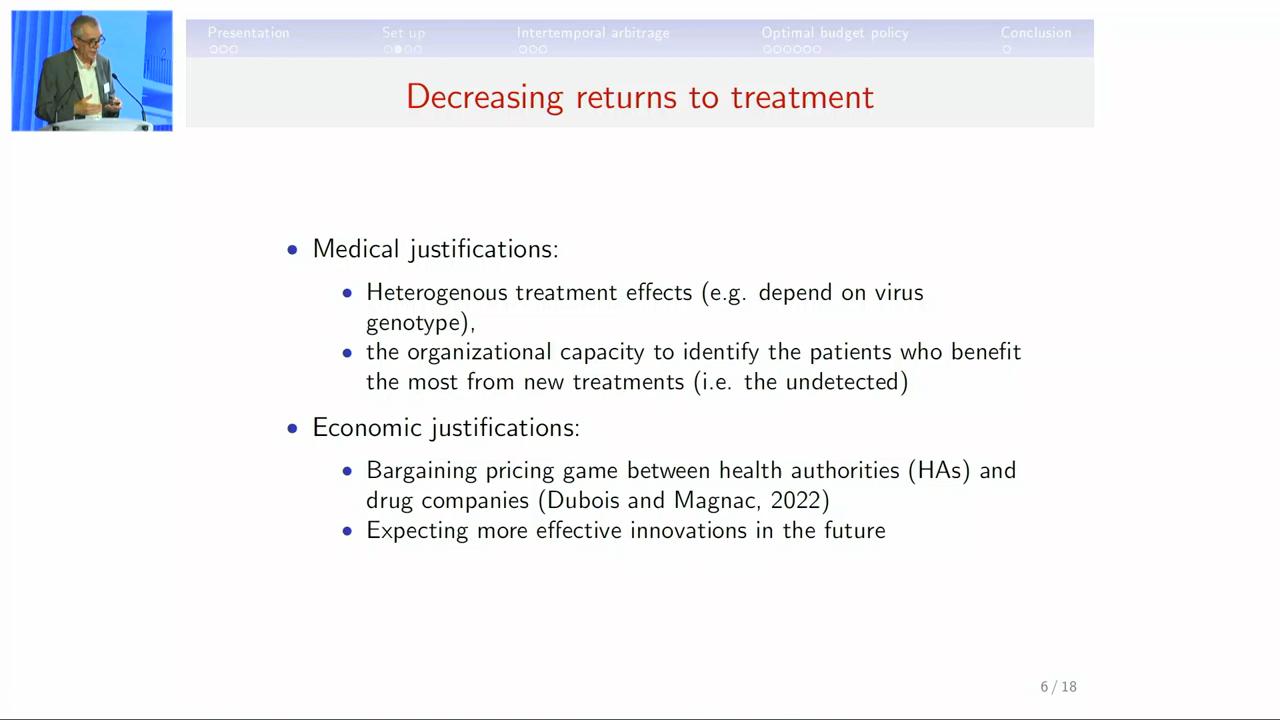 Presentation
Set up
Intertemporal arbitrage
Optimal budget policy
Conclusion
Decreasing returns to treatment
• Medical justifications:
• Heterogenous treatment effects (e.g. depend on virus
genotype),
• the organizational capacity to identify the patients who benefit
the most from new treatments (i.e. the undetected)
• Economic justifications:
• Bargaining pricing game between health authorities (HAs) and
drug companies (Dubois and Magnac, 2022)
• Expecting more effective innovations in the future
6 / 18